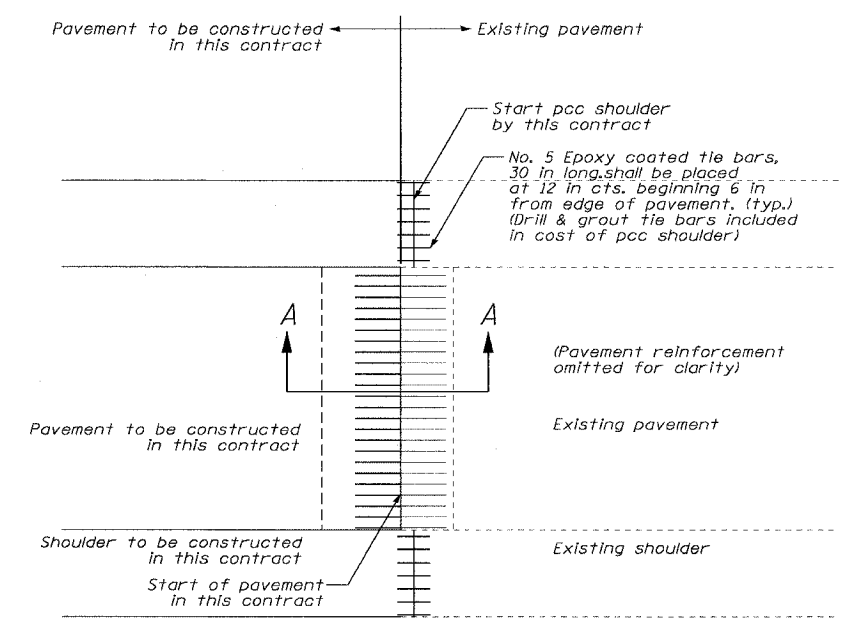 Pavement to be constructed
in this contract
Existing pavement
Start pcc shoulder
by this contract
No. 5 Epoxy coated tie bars,
30 in long.shall be placed
at 12 in cts. beginning 6 in
from edge of pavement. (typ.)
(Drill & grout tie bars included
in cost of pcc shoulder)
A
A
(Pavement reinforcement
omitted for clarity)
Pavement to be constructed
in this contract
Existing pavement
Shoulder to be constructed
in this contract
Existing shoulder
Start of pavement
in this contract